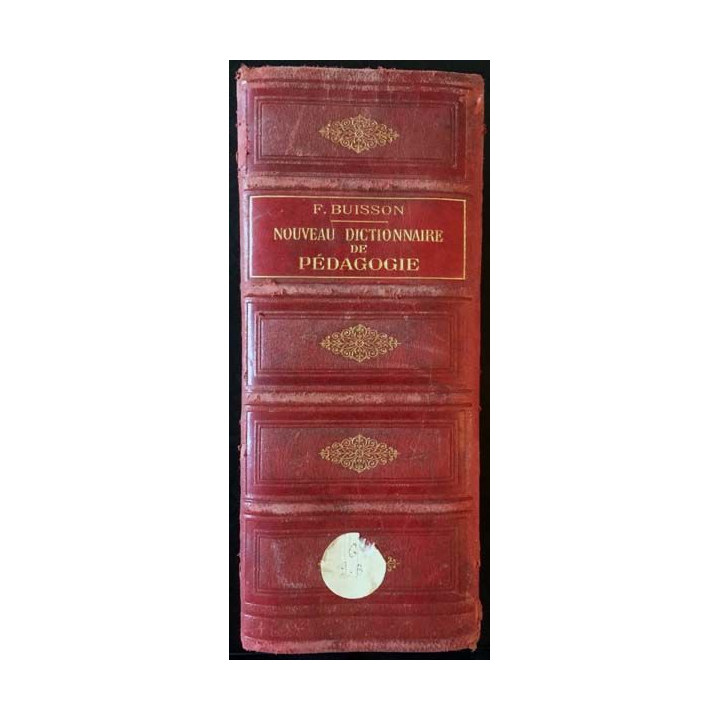 F. BUISSON
NOUVEAU DICTIONNAIRE
DE
PÉDAGOGIE